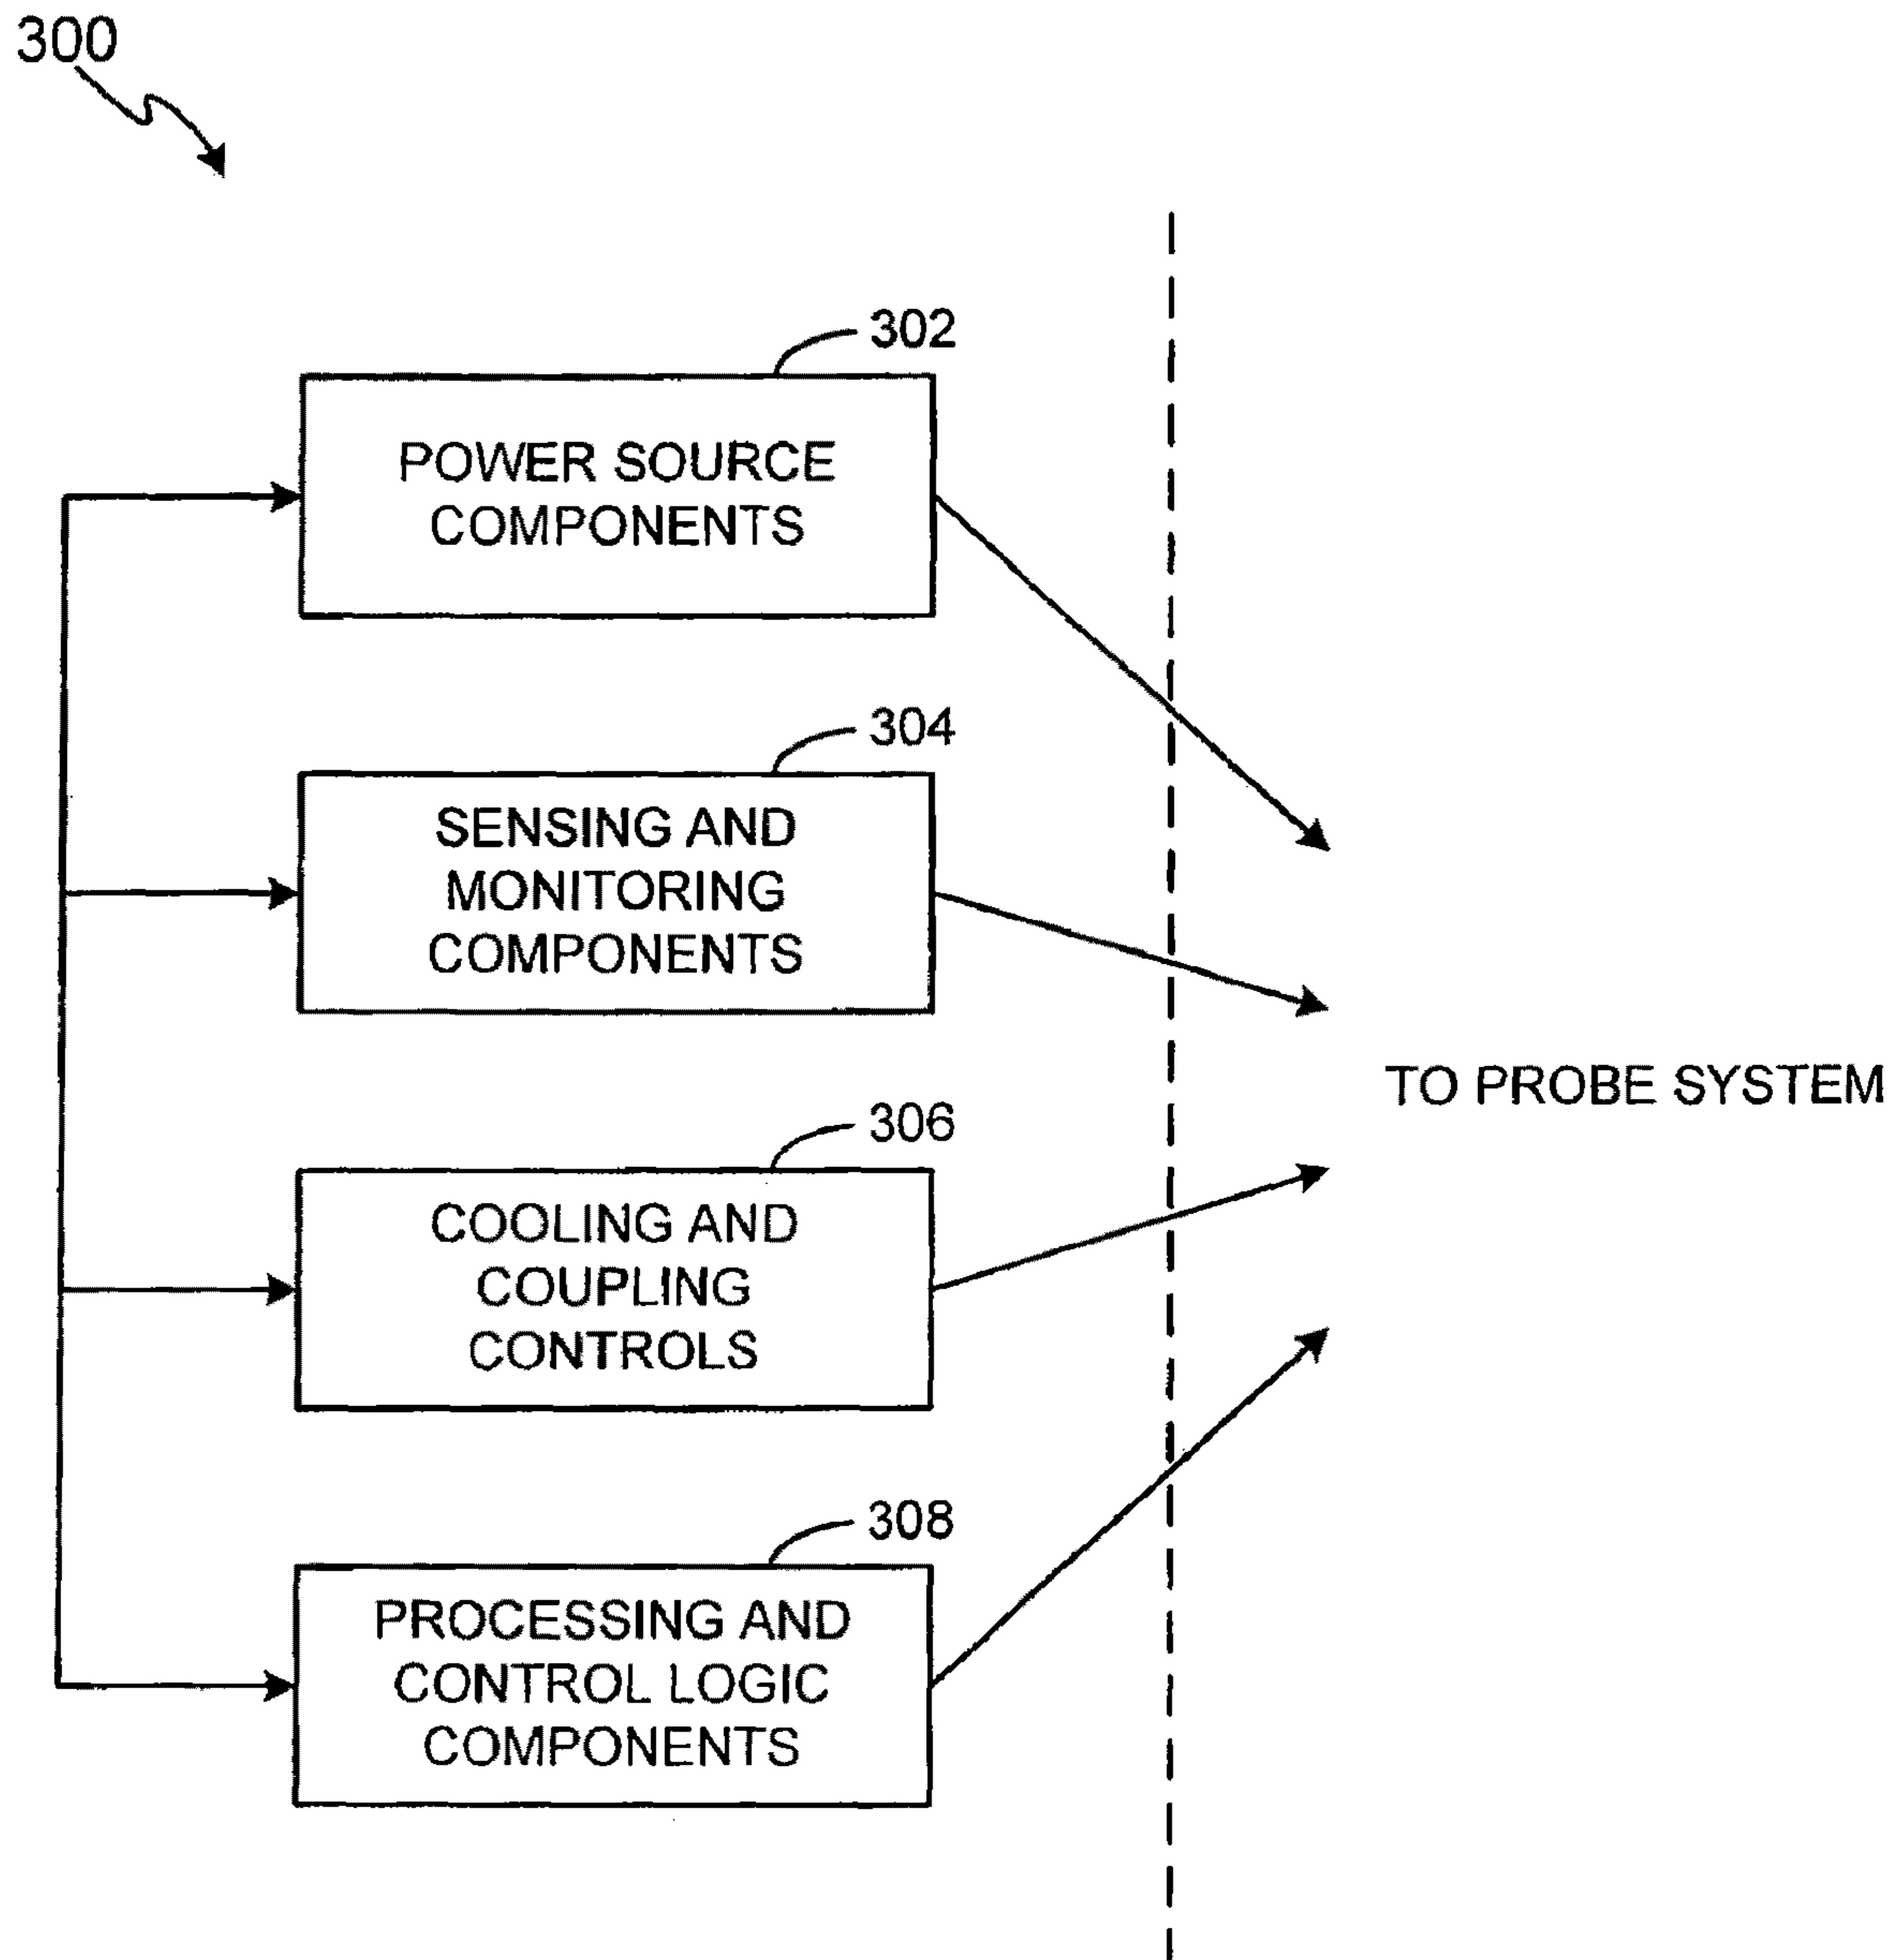 300
302
POWER SOURCE
COMPONENTS
304
SENSING AND
MONITORING
COMPONENTS
TO PROBE SYSTEM
306
COOLING AND
COUPLING
CONTROLS
308
PROCESSING AND
CONTROL LOGIC
COMPONENTS